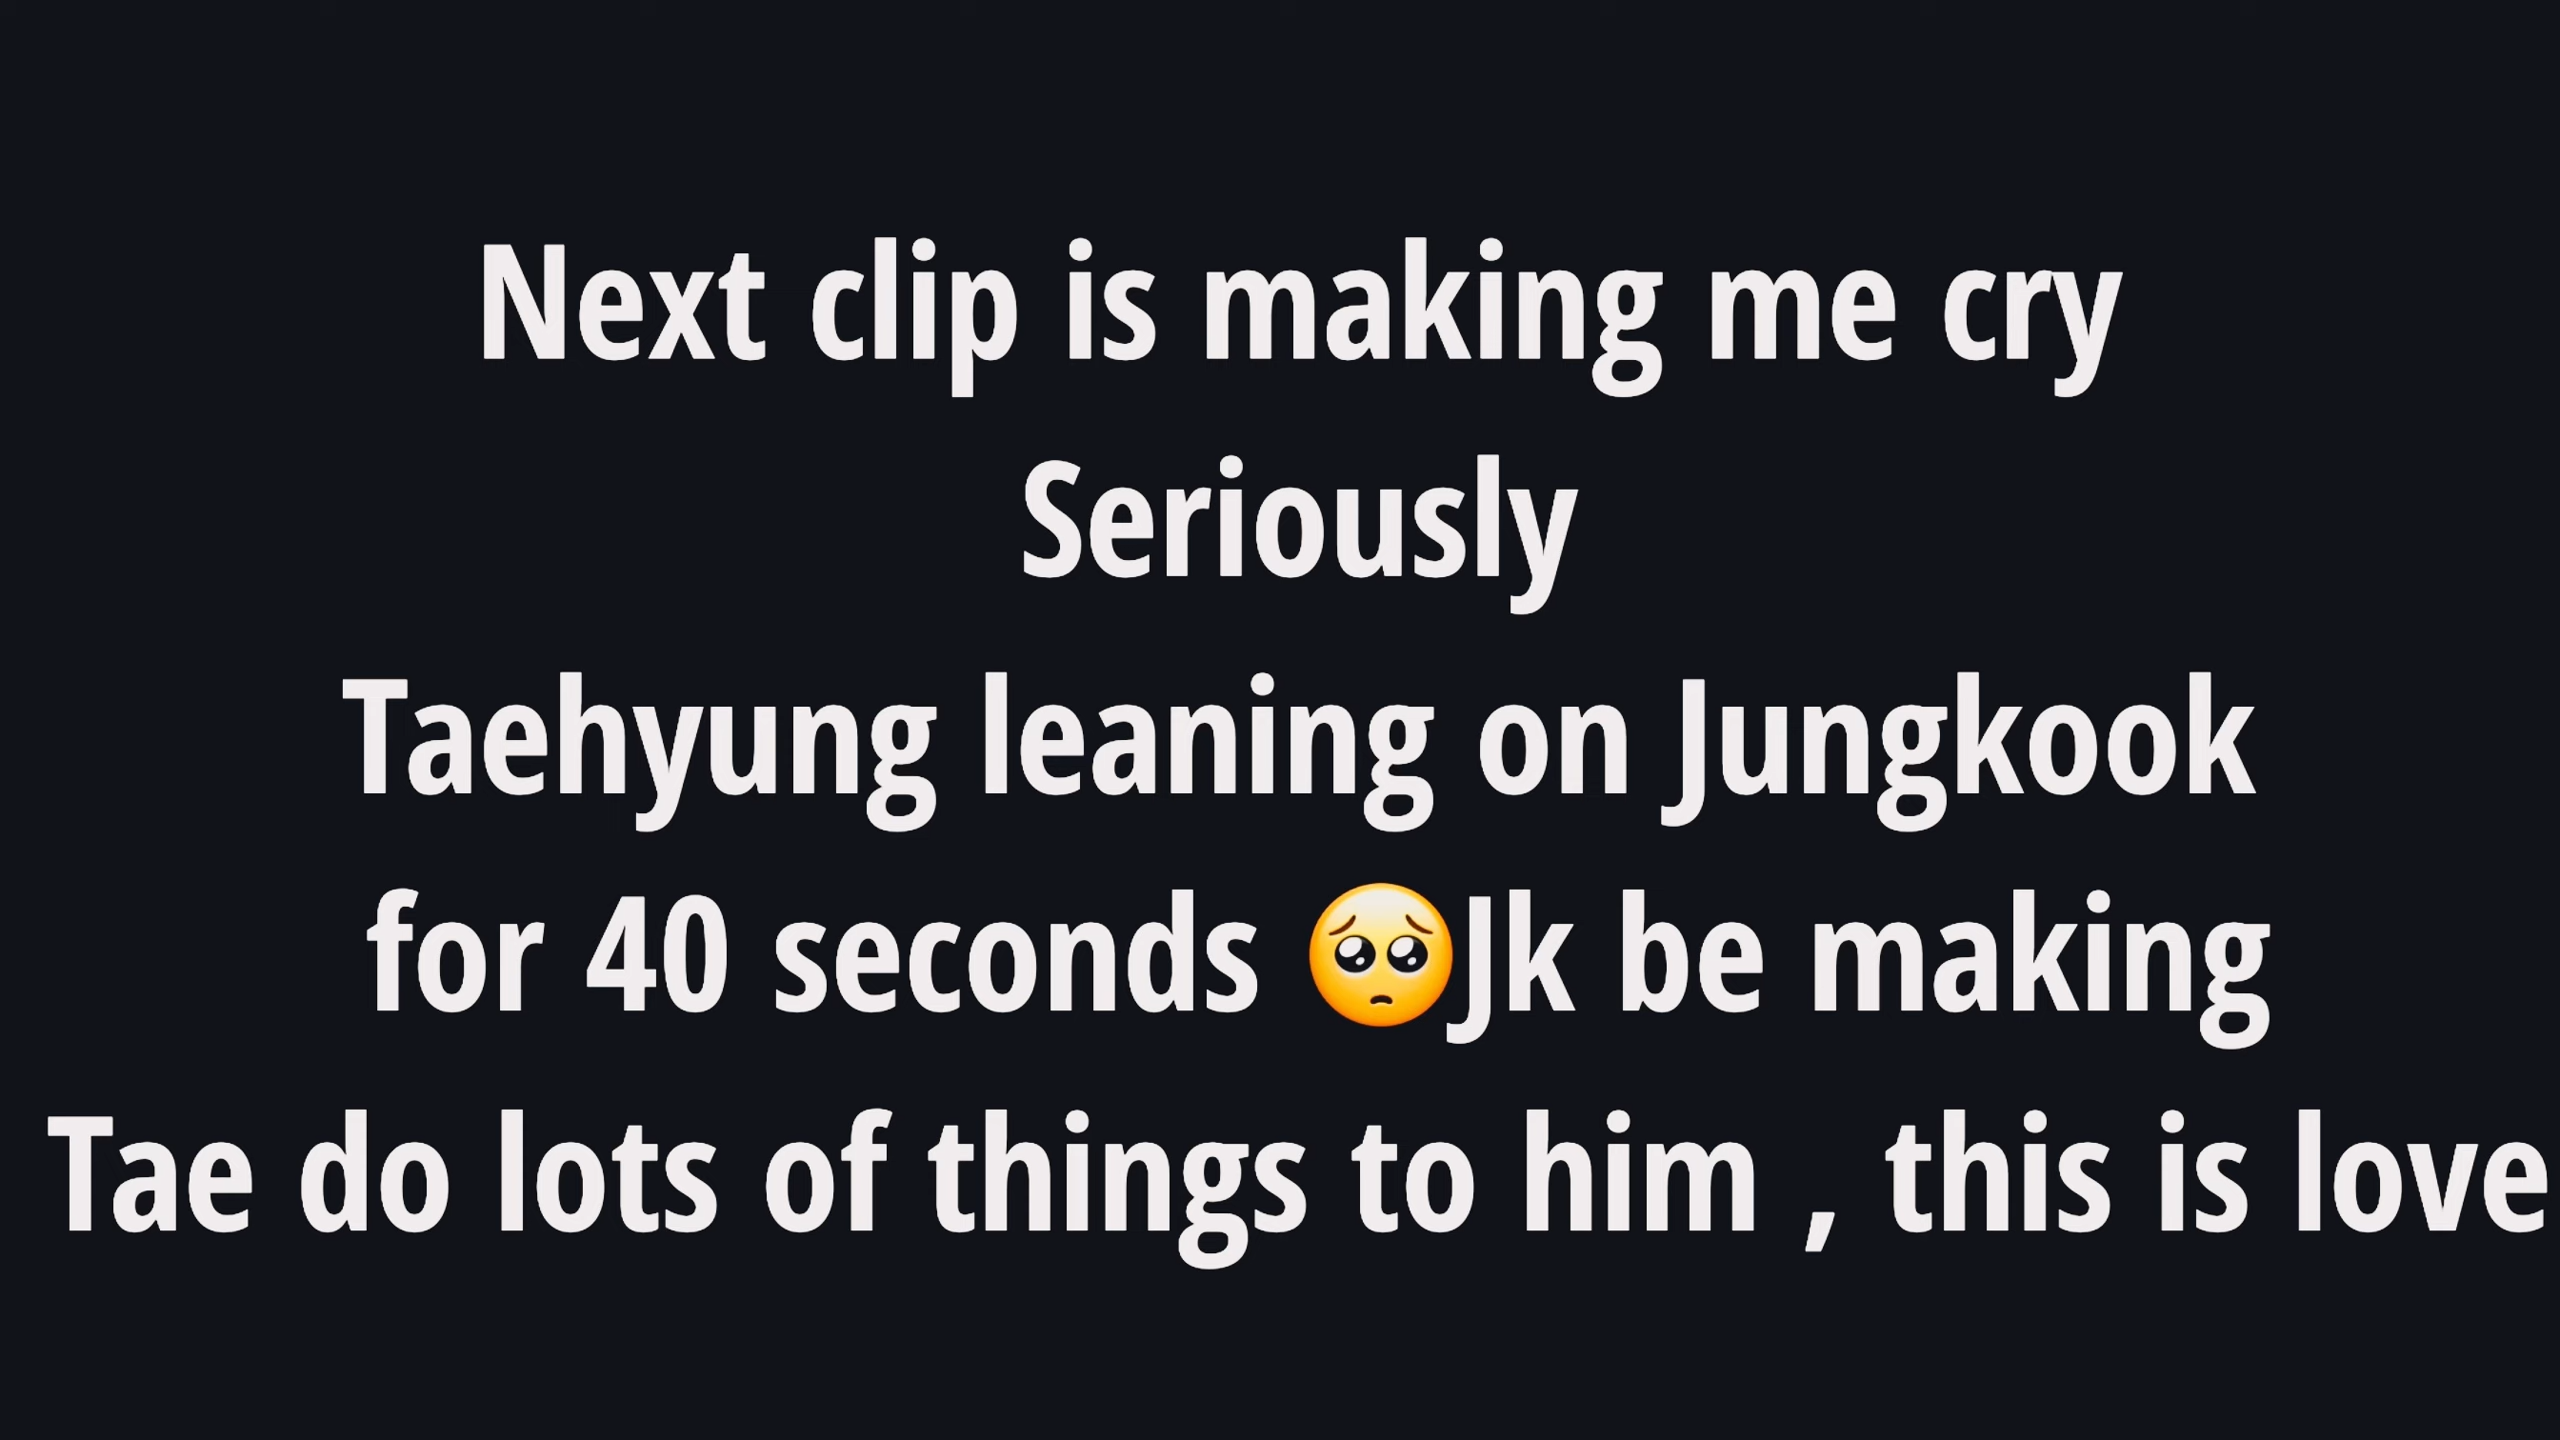 Next clip is making me cry
Seriously
Taehyung leaning on Jungkook
for 40 seconds 🥺Jk be making
Tae do lots of things to him , this is love